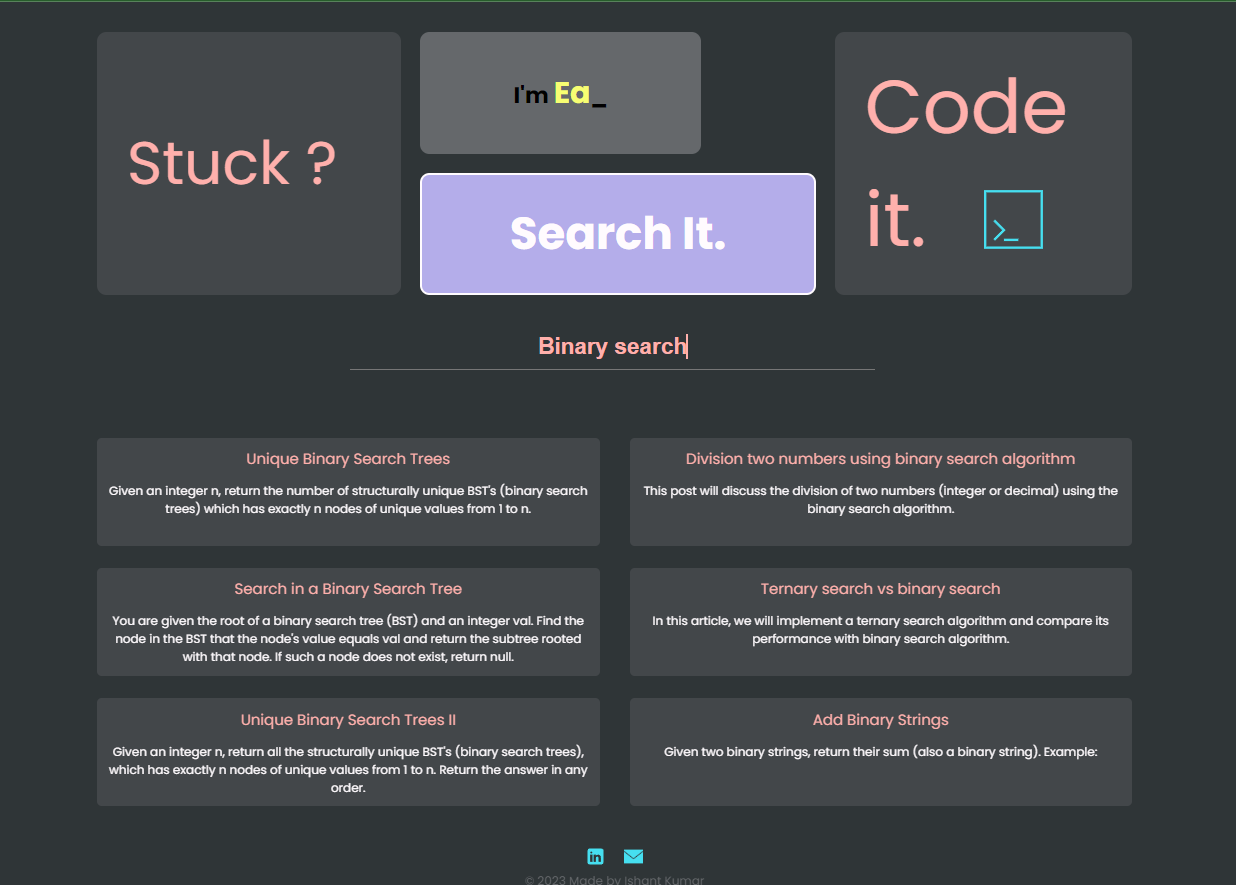 Stuck ?
I'm Ea_
Search It.
Code
it.
>_
Binary search
Unique Binary Search Trees
Given an integer n, return the number of structurally unique BST's (binary search
trees) which has exactly n nodes of unique values from 1 to n.
Division two numbers using binary search algorithm
This post will discuss the division of two numbers (integer or decimal) using the
binary search algorithm.
Search in a Binary Search Tree
You are given the root of a binary search tree (BST) and an integer val. Find the
node in the BST that the node's value equals val and return the subtree rooted
with that node. If such a node does not exist, return null.
Ternary search vs binary search
In this article, we will implement a ternary search algorithm and compare its
performance with binary search algorithm.
Unique Binary Search Trees II
Given an integer n, return all the structurally unique BST's (binary search trees),
which has exactly n nodes of unique values from 1 to n. Return the answer in any
order.
Add Binary Strings
Given two binary strings, return their sum (also a binary string). Example:
in
© 2023 Made by Ishant Kumar